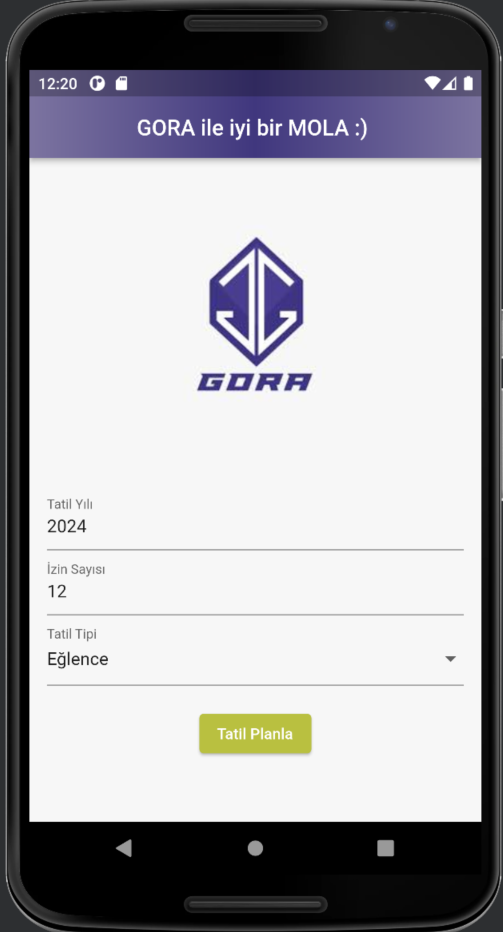 12:20
GORA ile iyi bir MOLA :)
GORA
Tatil Yılı
2024
İzin Sayısı
12
Tatil Tipi
Eğlence
Tatil Planla